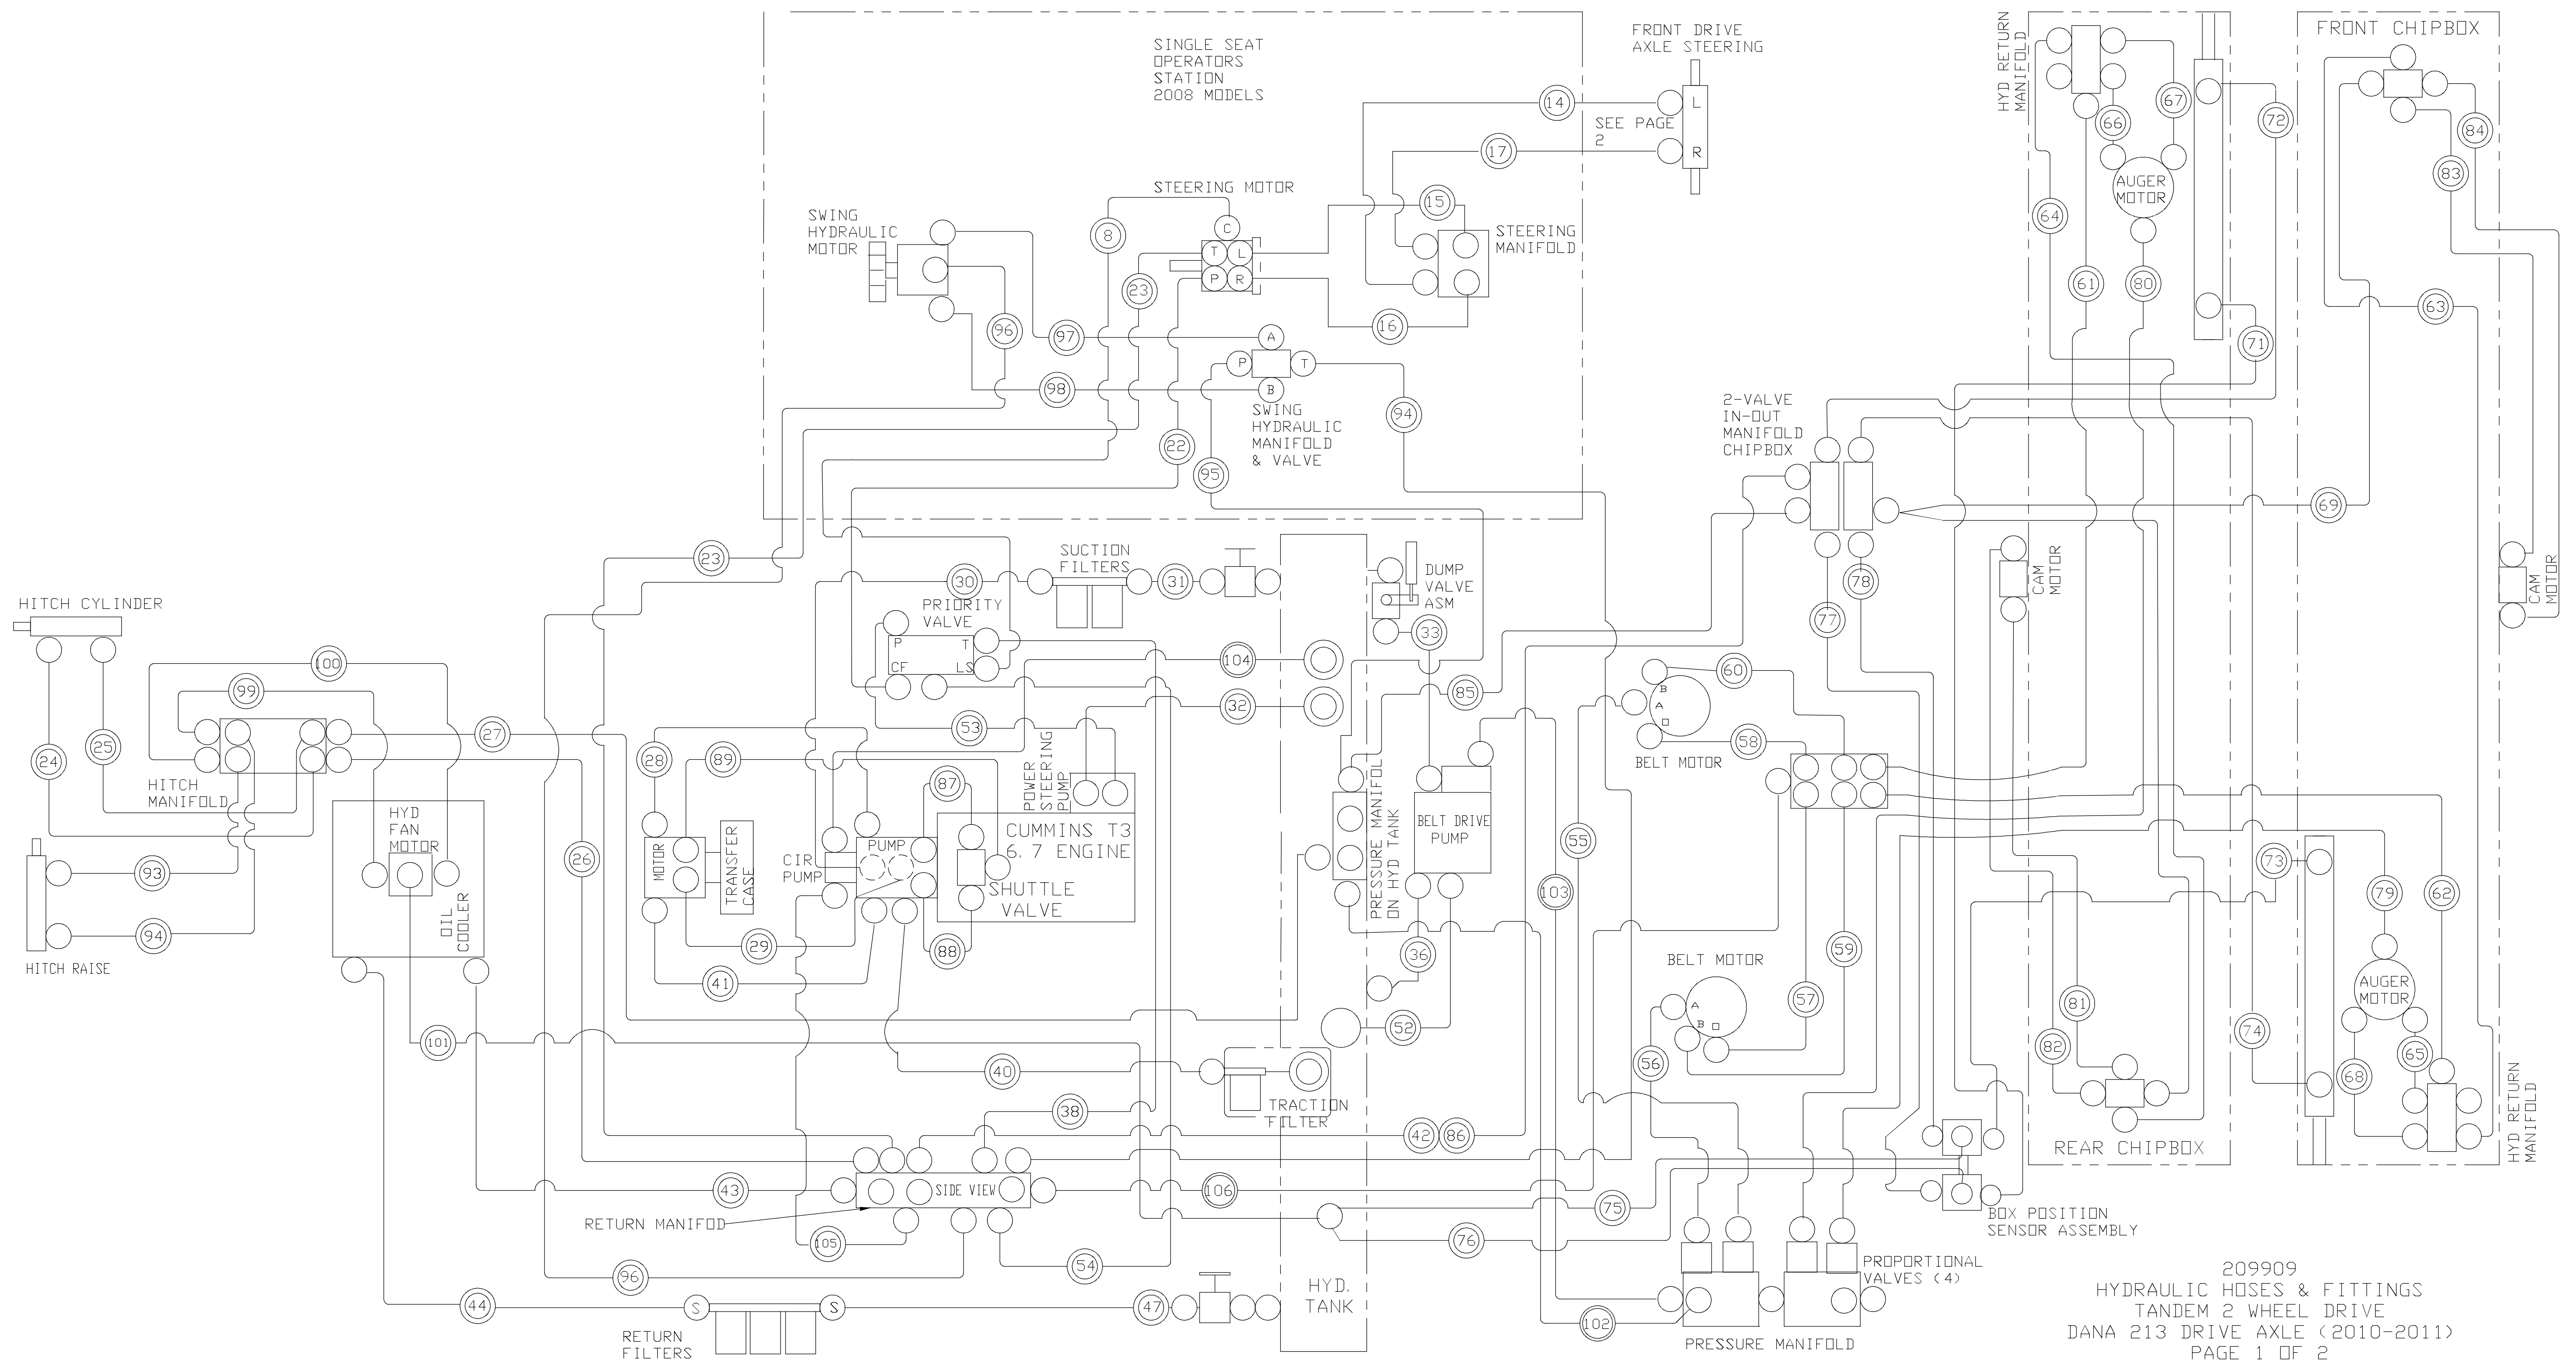 SINGLE SEAT
OPERATORS
STATION
2008 MODELS
FRONT DRIVE
AXLE STEERING
14
L
SEE PAGE
2
17
R
HYD RETURN
MANIFOLD
67
66
72
AUGER
MOTOR
64
61
80
71
FRONT CHIPBOX
84
83
63
STEERING MOTOR
SWING
HYDRAULIC
MOTOR
8
C
T
L
P
R
23
15
STEERING
MANIFOLD
16
96
97
A
P
T
98
B
SWING
HYDRAULIC
MANIFOLD
& VALVE
94
22
95
2-VALVE
IN-OUT
MANIFOLD
CHIPBOX
69
23
SUCTION
FILTERS
30
31
PRIORITY
VALVE
P
T
CF
LS
DUMP
VALVE
ASM
33
78
77
CAM
MOTOR
CAM
MOTOR
HITCH CYLINDER
100
99
24
25
27
HITCH
MANIFOLD
104
32
53
85
60
B
A
58
BELT MOTOR
28
89
87
POWER
STEERING
PUMP
HYD
FAN
MOTOR
26
MOTOR
TRANSFER
CASE
CIR
PUMP
PUMP
CUMMINS T3
6.7 ENGINE
SHUTTLE
VALVE
PRESSURE MANIFOL
ON HYD TANK
BELT DRIVE
PUMP
55
103
73
79
62
93
94
HITCH RAISE
OIL
COOLER
29
88
41
36
59
BELT MOTOR
A
B
57
52
56
81
82
74
AUGER
MOTOR
68
65
101
40
TRACTION
FILTER
38
42
86
REAR CHIPBOX
HYD RETURN
MANIFOLD
43
SIDE VIEW
106
RETURN MANIFOD
105
75
76
BOX POSITION
SENSOR ASSEMBLY
96
54
44
S
S
47
RETURN
FILTERS
HYD.
TANK
102
PROPORTIONAL
VALVES (4)
PRESSURE MANIFOLD
209909
HYDRAULIC HOSES & FITTINGS
TANDEM 2 WHEEL DRIVE
DANA 213 DRIVE AXLE (2010-2011)
PAGE 1 OF 2